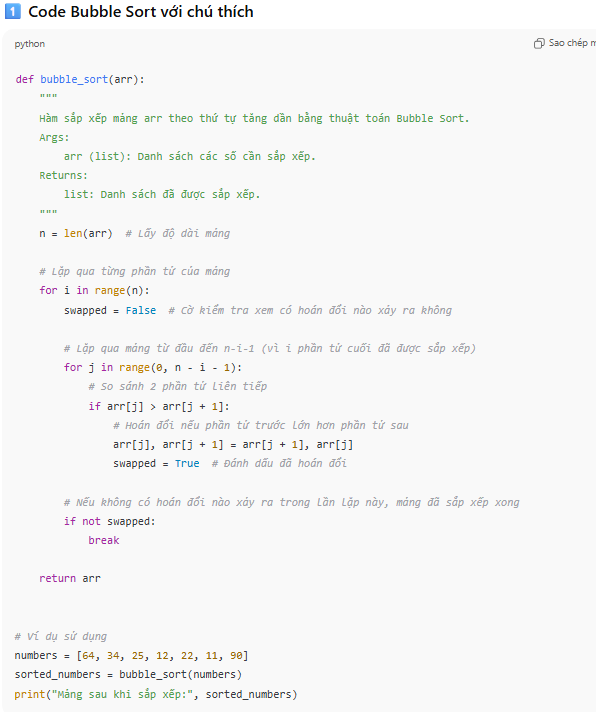 1 Code Bubble Sort với chú thích
python
Sao chép m
def bubble_sort(arr):
    """
    Hàm sắp xếp mảng arr theo thứ tự tăng dần bằng thuật toán Bubble Sort.
    Args:
        arr (list): Danh sách các số cần sắp xếp.
    Returns:
        list: Danh sách đã được sắp xếp.
    """
    n = len(arr)  # Lấy độ dài mảng
    # Lặp qua từng phần tử của mảng
    for i in range(n):
        swapped = False  # Cờ kiểm tra xem có hoán đổi nào xảy ra không
        # Lặp qua mảng từ đầu đến n-i-1 (vì i phần tử cuối đã được sắp xếp)
        for j in range(0, n - i - 1):
            # So sánh 2 phần tử liên tiếp
            if arr[j] > arr[j + 1]:
                # Hoán đổi nếu phần tử trước lớn hơn phần tử sau
                arr[j], arr[j + 1] = arr[j + 1], arr[j]
                swapped = True  # Đánh dấu đã hoán đổi
        # Nếu không có hoán đổi nào xảy ra trong lần lặp này, mảng đã sắp xếp xong
        if not swapped:
            break
    return arr
# Ví dụ sử dụng
numbers = [64, 34, 25, 12, 22, 11, 90]
sorted_numbers = bubble_sort(numbers)
print("Mảng sau khi sắp xếp:", sorted_numbers)